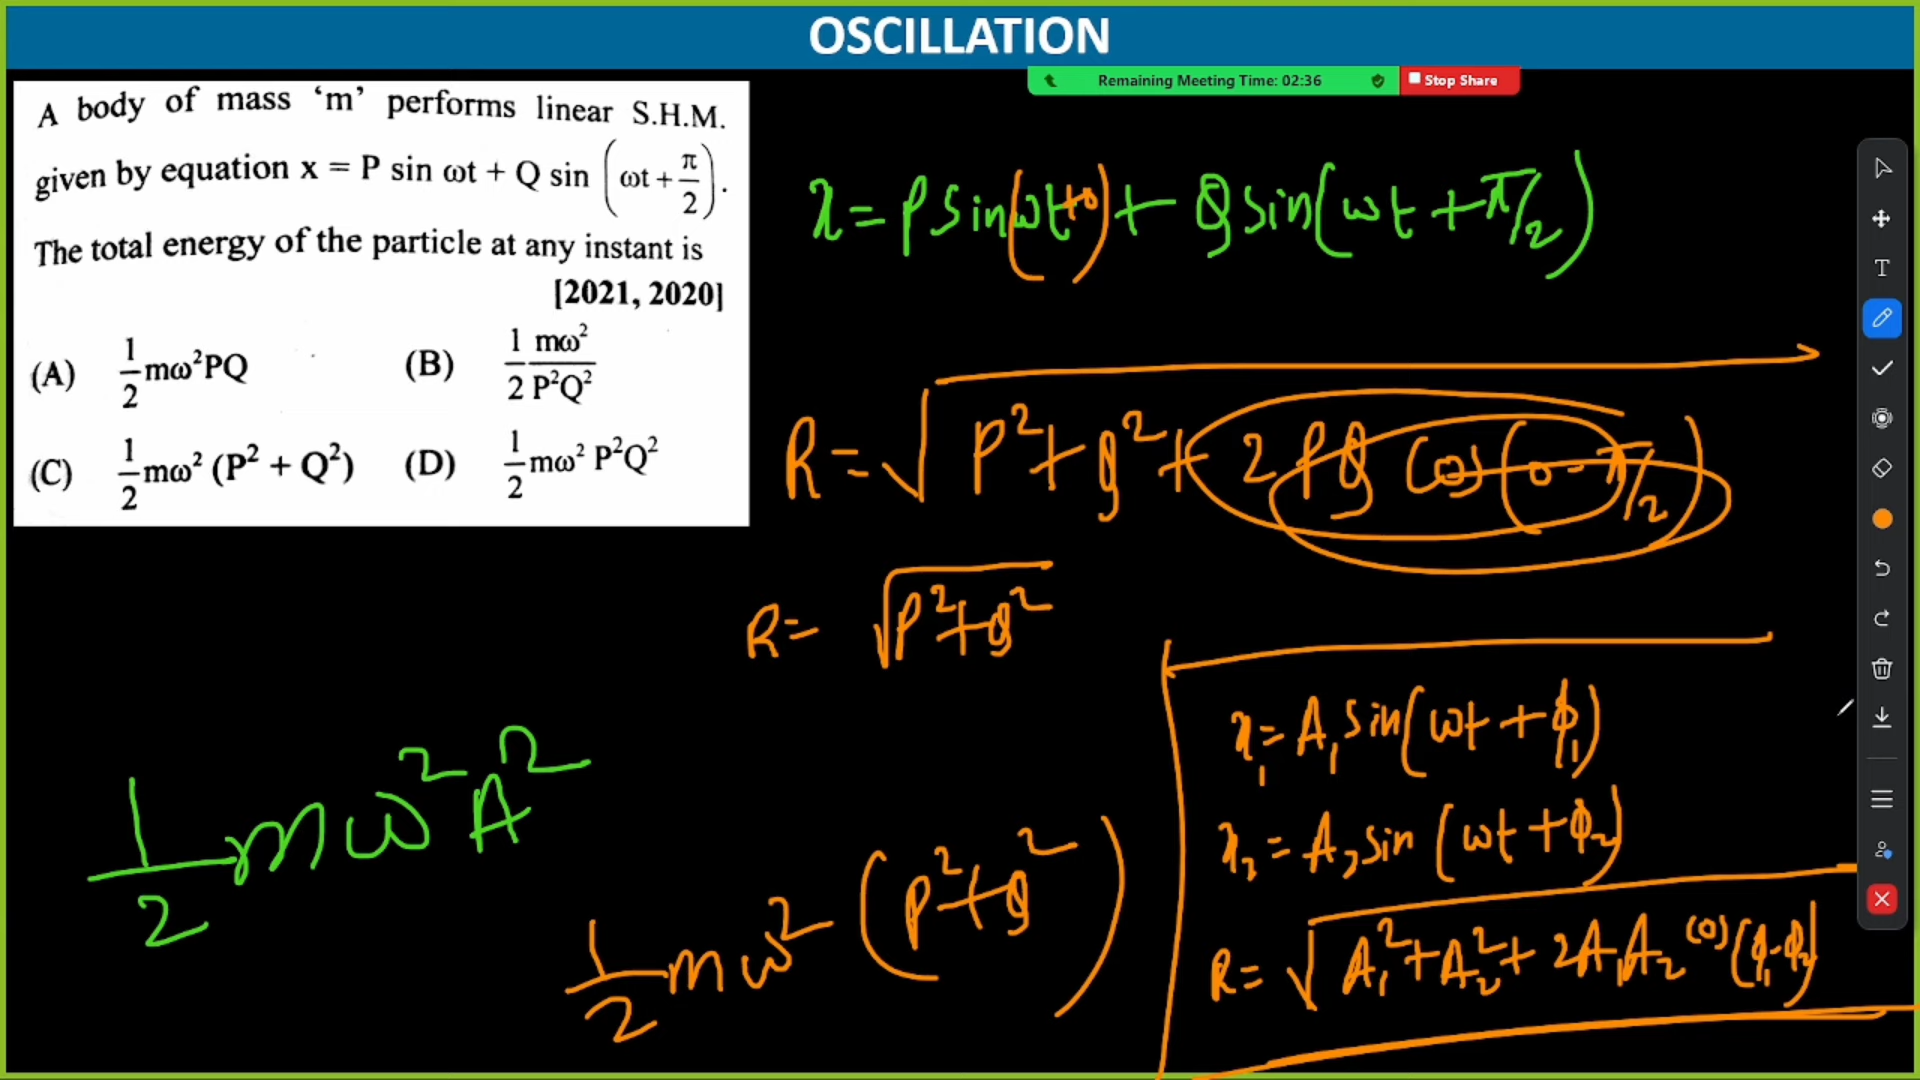 OSCILLATION
Remaining Meeting Time: 02:36
Stop Share
A body of mass ‘m’ performs linear S.H.M.
given by equation x = P sin ωt + Q sin (ωt + π/2).
The total energy of the particle at any instant is
[2021, 2020]
(A) 1/2 mω²PQ (B) 1/2 mω²/P²Q²
(C) 1/2 mω² (P² + Q²) (D) 1/2 mω² P²Q²
x = P sin(ωt+0) + Q sin(ωt + π/2)
R = √P² + Q² + 2PQ cos(0 - π/2)
R = √P²+Q²
1/2 mω²A²
1/2 mω² (P²+Q²)
x₁ = A₁ sin(ωt + φ₁)
x₂ = A₂ sin (ωt + φ₂)
R = √A₁² + A₂² + 2A₁A₂ cos(φ₁-φ₂)
T